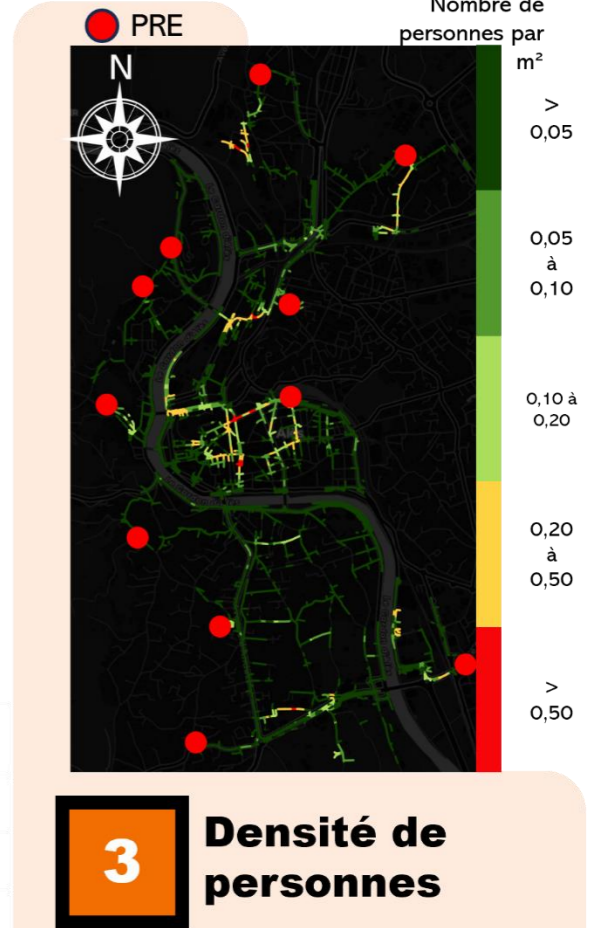 PRE
Nombre de
personnes par
m²
N
>
0,05
0,05
à
0,10
0,10 à
0,20
0,20
à
0,50
>
0,50
3
Densité de
personnes